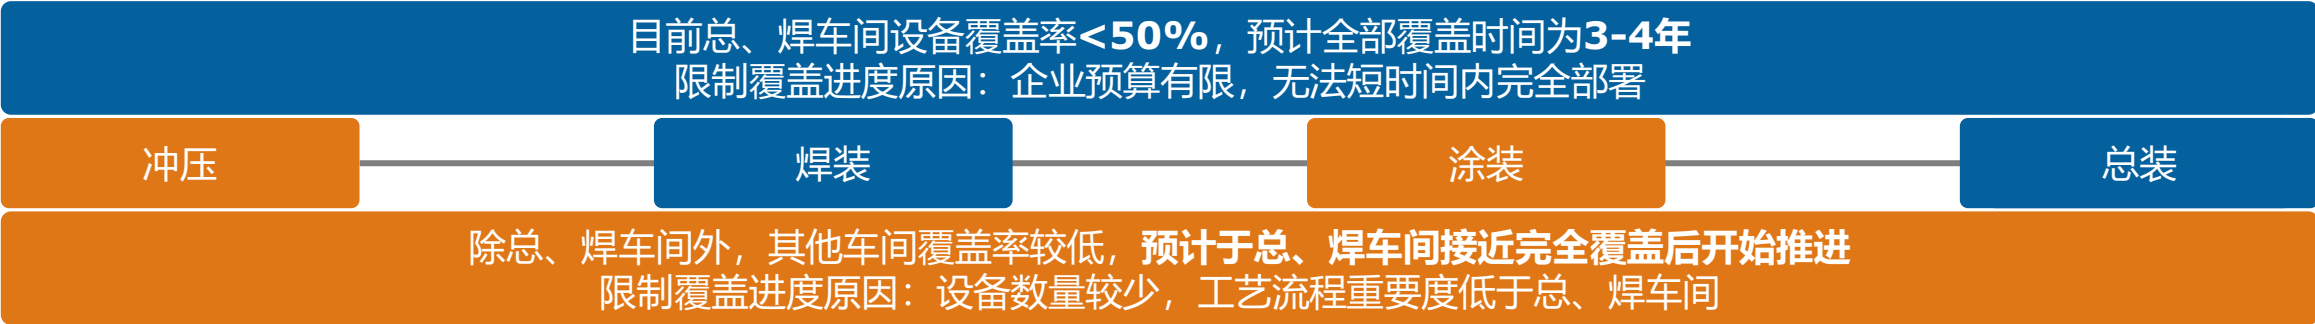 目前总、焊车间设备覆盖率<50%，预计全部覆盖时间为3-4年
限制覆盖进度原因：企业预算有限，无法短时间内完全部署
冲压
焊装
涂装
总装
除总、焊车间外，其他车间覆盖率较低，预计于总、焊车间接近完全覆盖后开始推进
限制覆盖进度原因：设备数量较少，工艺流程重要度低于总、焊车间